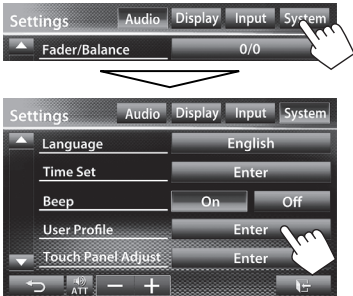 Settings Audio Display Input System
Fader/Balance 0/0
Settings Audio Display Input System
Language English
Time Set Enter
Beep On Off
User Profile Enter
Touch Panel Adjust Enter
ATT